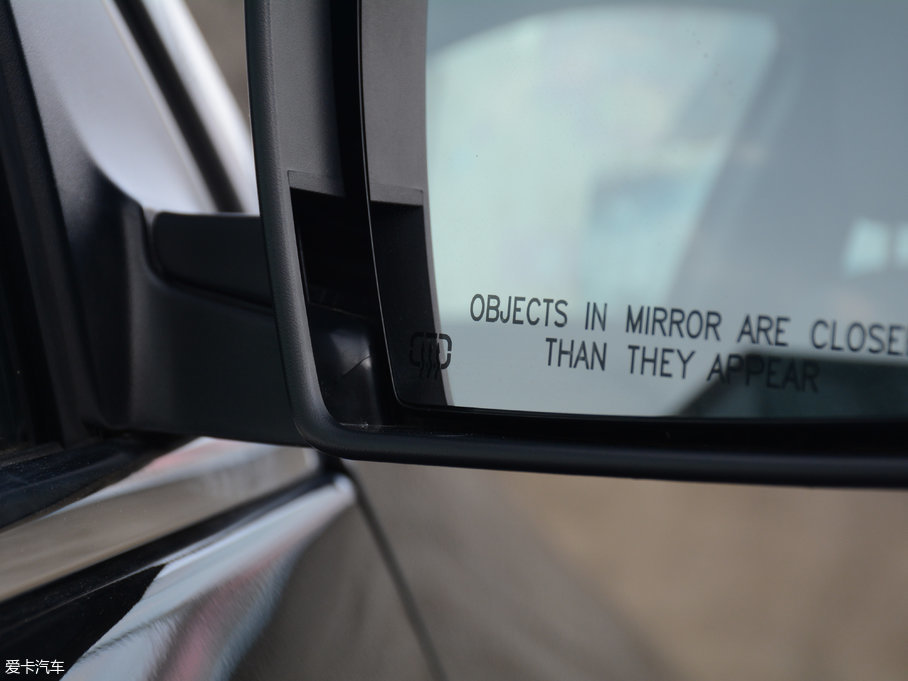 OBJECTS IN MIRROR ARE CLOSE
THAN THEY APPEAR
爱卡汽车